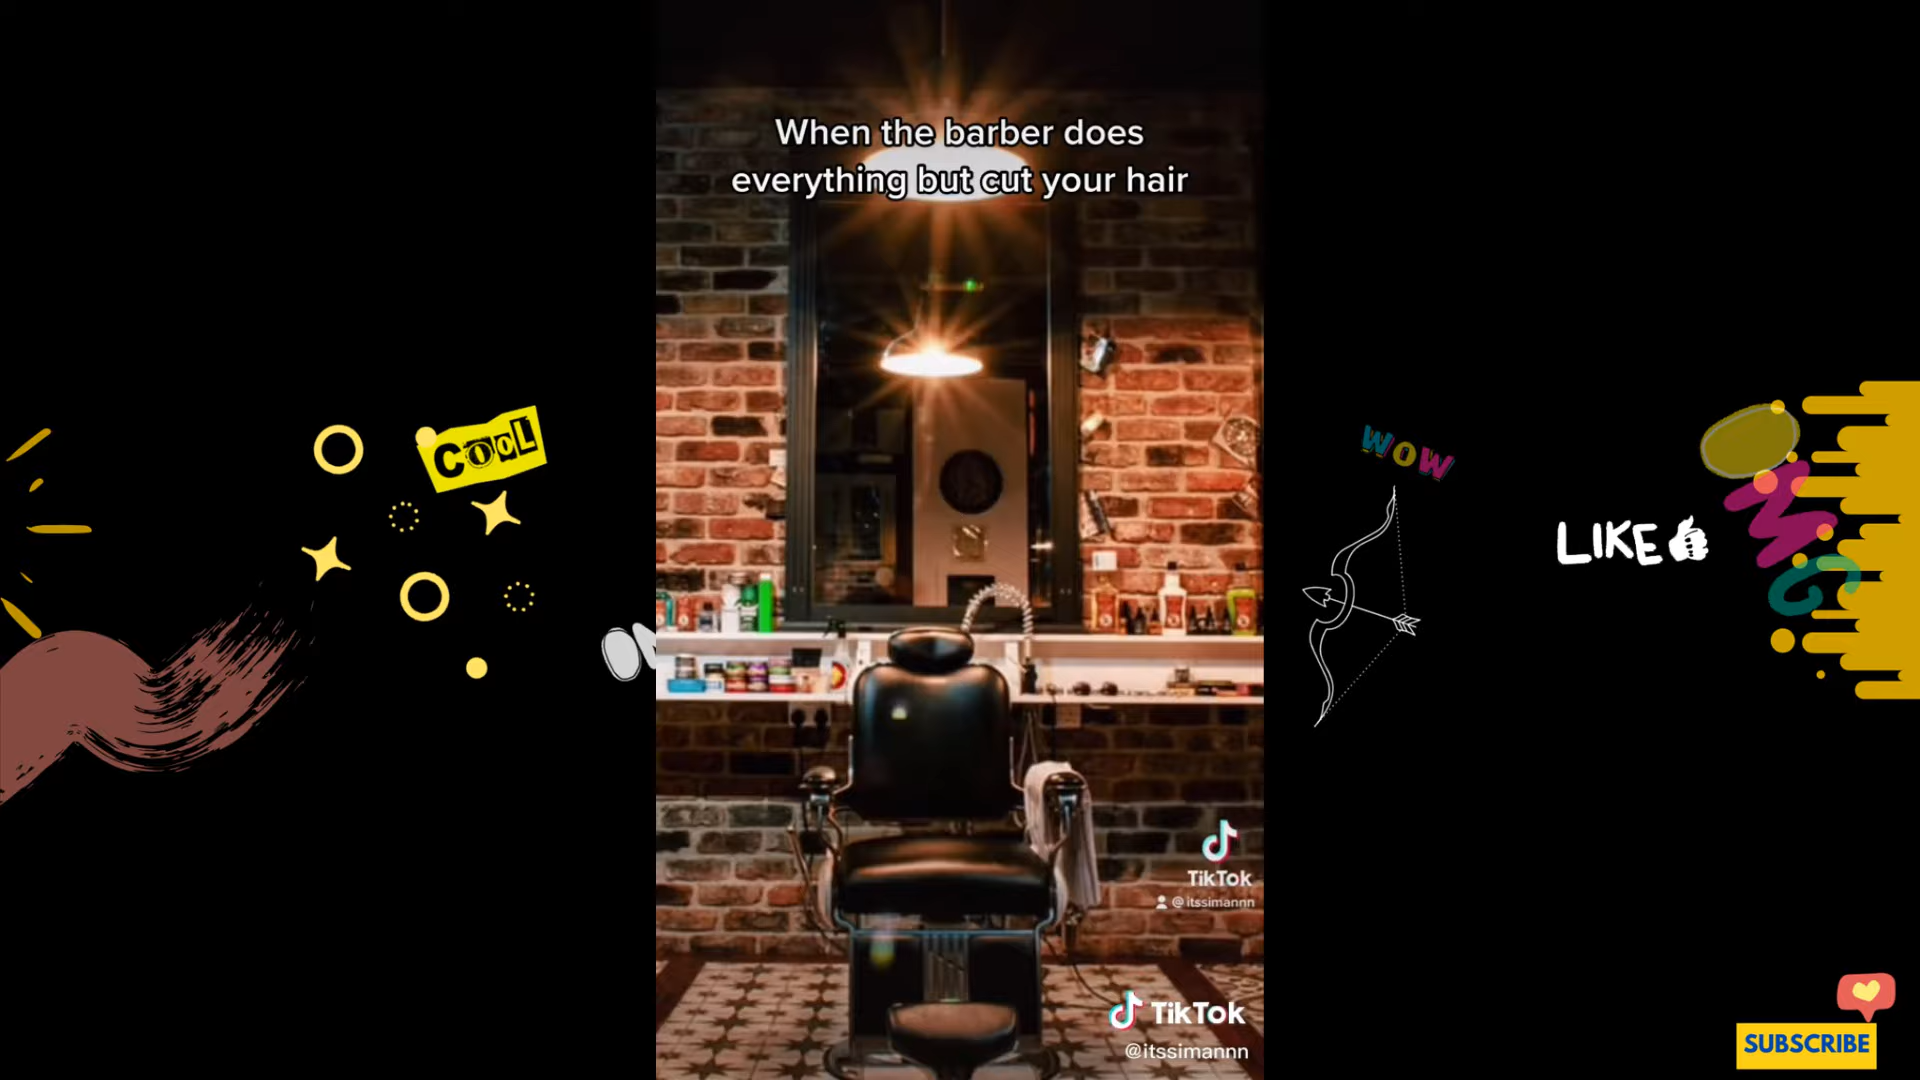 When the barber does
everything but cut your hair
COOL
WOW
LIKE
TikTok
@itssimannn
TikTok
@itssimannn
SUBSCRIBE